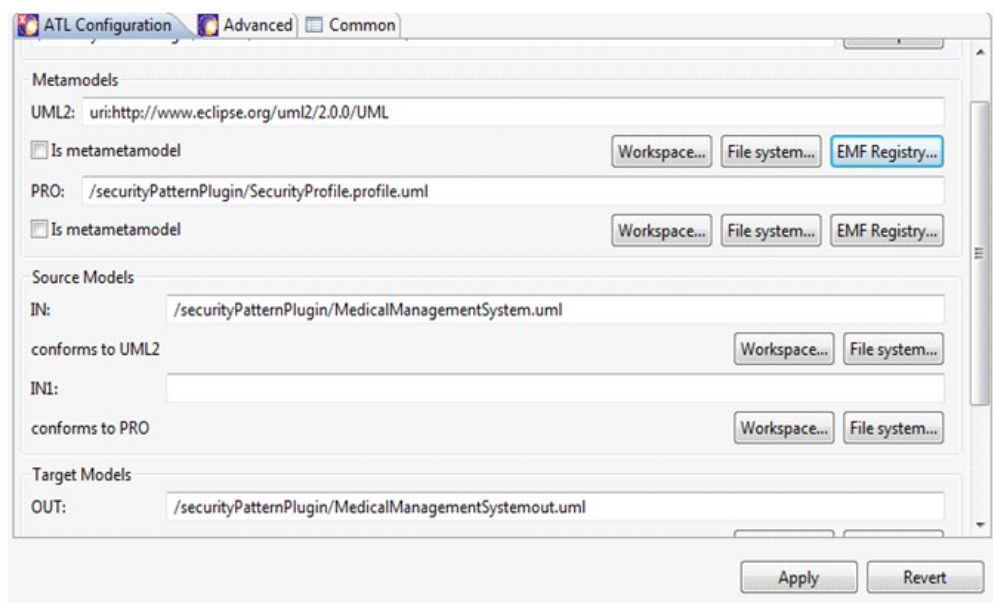 ATL Configuration Advanced Common
Metamodels
UML2: uri:http://www.eclipse.org/uml2/2.0.0/UML
Is metametamodel Workspace... File system... EMF Registry...
PRO: /securityPatternPlugin/SecurityProfile.profile.uml
Is metametamodel Workspace... File system... EMF Registry...
Source Models
IN: /securityPatternPlugin/MedicalManagementSystem.uml
conforms to UML2 Workspace... File system...
IN1:
conforms to PRO Workspace... File system...
Target Models
OUT: /securityPatternPlugin/MedicalManagementSystemout.uml
Apply Revert